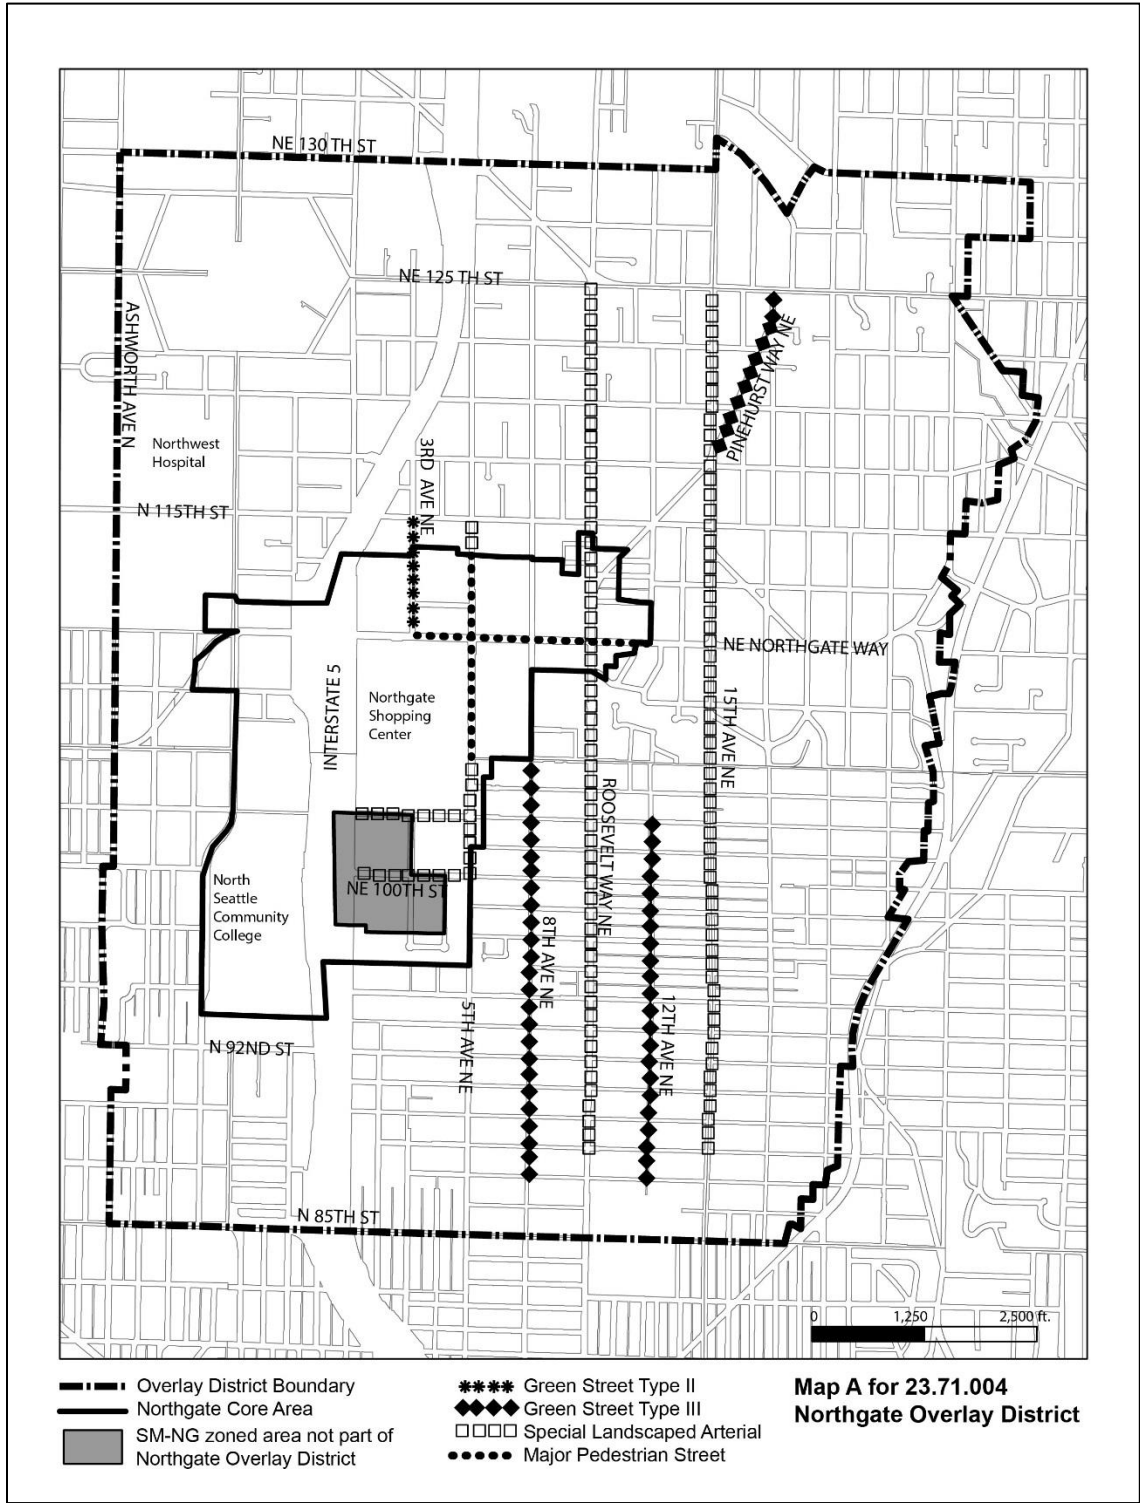 NE 130 TH ST
NE 125 TH ST
ASHWORTH AVE N
PINEHURST WAY NE
Northwest
Hospital
3RD AVE NE
N 115TH ST
NE NORTHGATE WAY
INTERSTATE 5
Northgate
Shopping
Center
15TH AVE NE
ROOSEVELT WAY NE
North
Seattle
Community
College
NE 100TH ST
8TH AVE NE
12TH AVE NE
5TH AVE NE
N 92ND ST
N 85TH ST
0 1,250 2,500 ft.
Overlay District Boundary
Northgate Core Area
SM-NG zoned area not part of
Northgate Overlay District
Green Street Type II
Green Street Type III
Special Landscaped Arterial
Major Pedestrian Street
Map A for 23.71.004
Northgate Overlay District